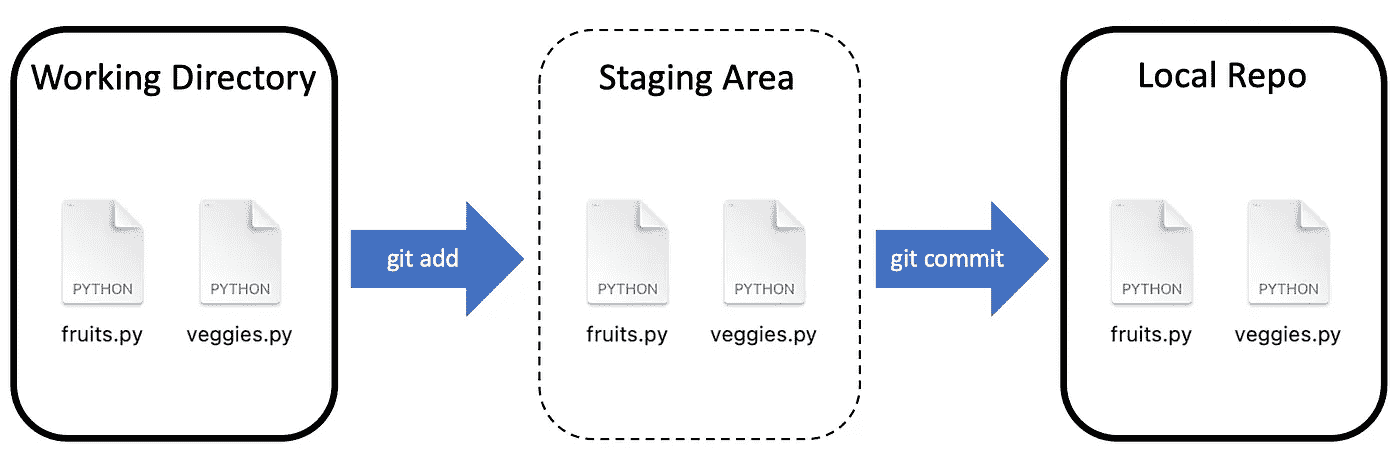 Working Directory
PYTHON
PYTHON
fruits.py
veggies.py
git add
Staging Area
PYTHON
PYTHON
fruits.py
veggies.py
git commit
Local Repo
PYTHON
PYTHON
fruits.py
veggies.py